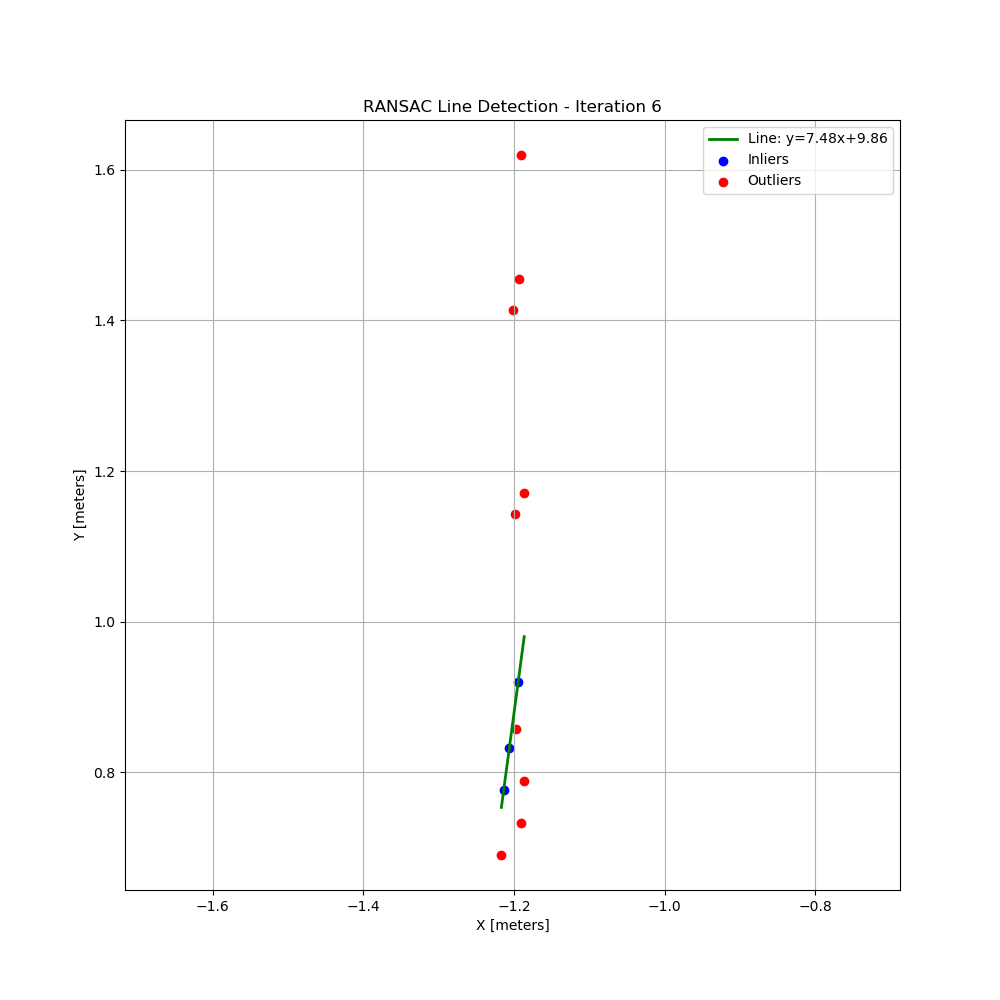 RANSAC Line Detection - Iteration 6
Line: y=7.48x+9.86
Inliers
Outliers
1.6
1.4
1.2
1.0
0.8
Y [meters]
−1.6
−1.4
−1.2
−1.0
−0.8
X [meters]